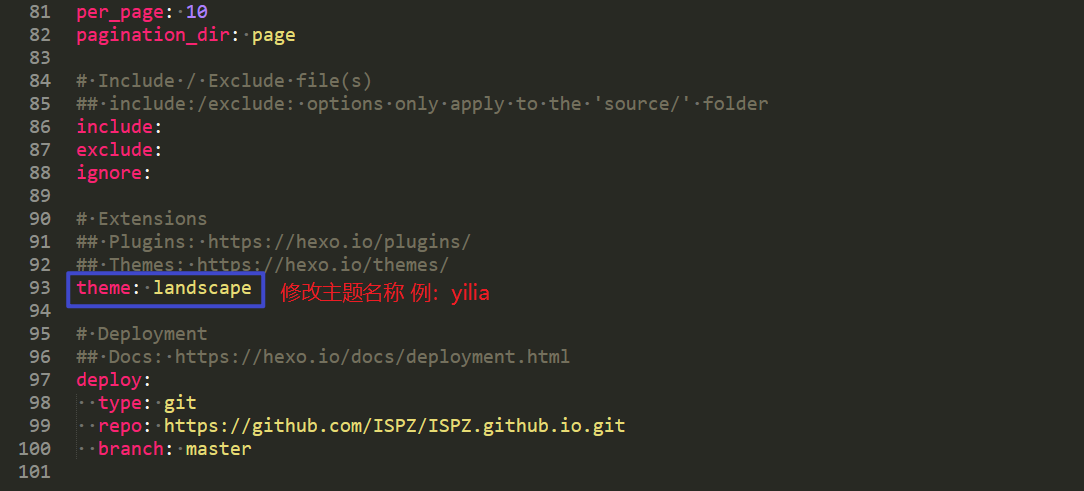 81 per_page: 10
82 pagination_dir: page
83
84 # Include / Exclude file(s)
85 ## include:/exclude: options only apply to the 'source/' folder
86 include:
87 exclude:
88 ignore:
89
90 # Extensions
91 ## Plugins: https://hexo.io/plugins/
92 ## Themes: https://hexo.io/themes/
93 theme: landscape 修改主题名称 例：yilia
94
95 # Deployment
96 ## Docs: https://hexo.io/docs/deployment.html
97 deploy:
98   type: git
99   repo: https://github.com/ISPZ/ISPZ.github.io.git
100   branch: master
101